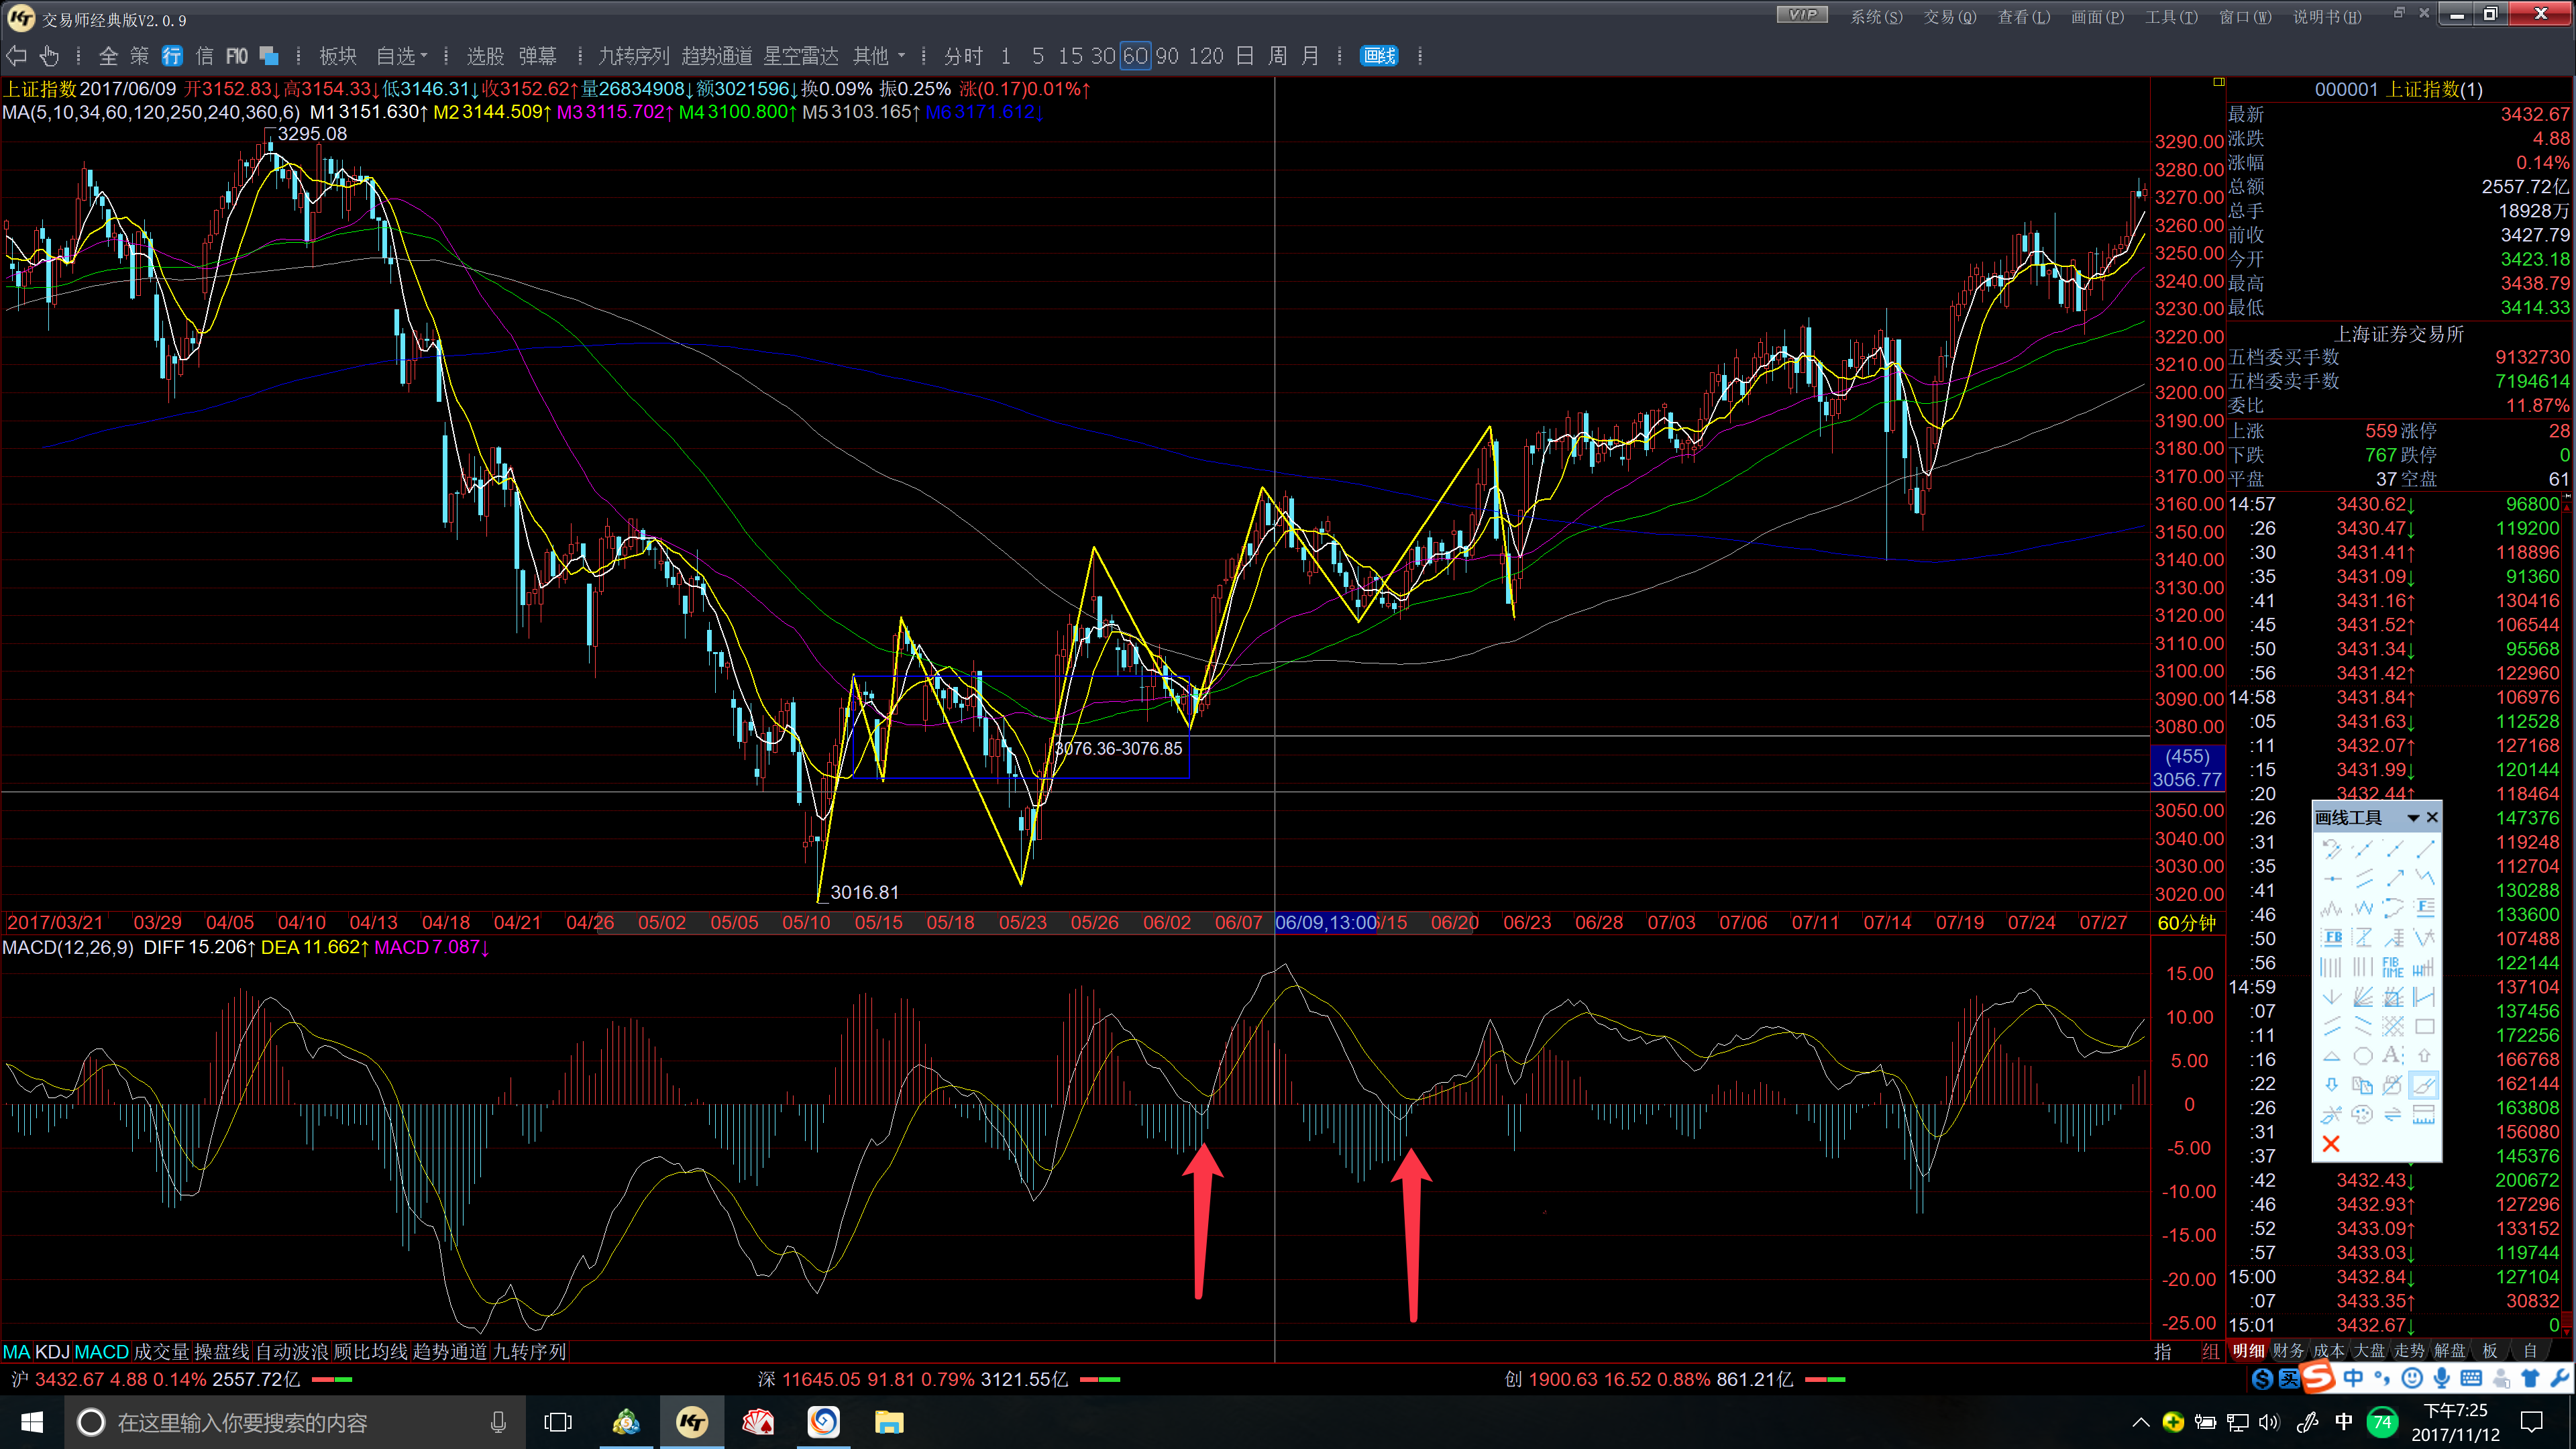 交易师经典版V2.0.9
VIP 系统(S) 交易(Q) 查看(L) 画面(P) 工具(T) 窗口(W) 说明书(H)
全 策 行 信 F10 板块 自选 选股 弹幕 九转序列 趋势通道 星空雷达 其他 分时 1 5 15 30 60 90 120 日 周 月 画线
上证指数2017/06/09 开3152.83↓高3154.33↓低3146.31↓收3152.62↑量26834908↓额3021596↓换0.09% 振0.25% 涨(0.17)0.01%↑
MA(5,10,34,60,120,250,240,360,6) M1 3151.630↑ M2 3144.509↑ M3 3115.702↑ M4 3100.800↑ M5 3103.165↑ M6 3171.612↓
3295.08
3290.00
3280.00
3270.00
3260.00
3250.00
3240.00
3230.00
3220.00
3210.00
3200.00
3190.00
3180.00
3170.00
3160.00
3150.00
3140.00
3130.00
3120.00
3110.00
3100.00
3090.00
3080.00
3076.36-3076.85
(455)
3056.77
3050.00
3040.00
3030.00
3020.00
3016.81
2017/03/21 03/29 04/05 04/10 04/13 04/18 04/21 04/26 05/02 05/05 05/10 05/15 05/18 05/23 05/26 06/02 06/07 06/09,13:00 /15 06/20 06/23 06/28 07/03 07/06 07/11 07/14 07/19 07/24 07/27 60分钟
MACD(12,26,9) DIFF 15.206↑ DEA 11.662↑ MACD 7.087↓
15.00
10.00
5.00
0
-5.00
-10.00
-15.00
-20.00
-25.00
MA KDJ MACD 成交量 操盘线 自动波浪 顾比均线 趋势通道 九转序列 指 组
000001 上证指数(1)
最新 3432.67
涨跌 4.88
涨幅 0.14%
总额 2557.72亿
总手 18928万
前收 3427.79
今开 3423.18
最高 3438.79
最低 3414.33
上海证券交易所
五档委买手数 9132730
五档委卖手数 7194614
委比 11.87%
上涨 559 涨停 28
下跌 767 跌停 0
平盘 37 空盘 61
14:57 3430.62↓ 96800
:26 3430.47↓ 119200
:30 3431.41↑ 118896
:35 3431.09↓ 91360
:41 3431.16↑ 130416
:45 3431.52↑ 106544
:50 3431.34↓ 95568
:56 3431.42↑ 122960
14:58 3431.84↑ 106976
:05 3431.63↓ 112528
:11 3432.07↑ 127168
:15 3431.99↓ 120144
:20 3432.44↑ 118464
:26 147376
:31 119248
:35 112704
:41 130288
:46 133600
:50 107488
:56 122144
14:59 137104
:07 137456
:11 172256
:16 166768
:22 162144
:26 163808
:31 156080
:37 145376
:42 3432.43↓ 200672
:46 3432.93↑ 127296
:52 3433.09↑ 133152
:57 3433.03↓ 119744
15:00 3432.84↓ 127104
:07 3433.35↑ 30832
15:01 3432.67↓ 0
画线工具
F
FB
FIB
TIME
A
明细 财务 成本 大盘 走势 解盘 板 自
沪 3432.67 4.88 0.14% 2557.72亿 深 11645.05 91.81 0.79% 3121.55亿 创 1900.63 16.52 0.88% 861.21亿
中
在这里输入你要搜索的内容
中 74
下午7:25
2017/11/12